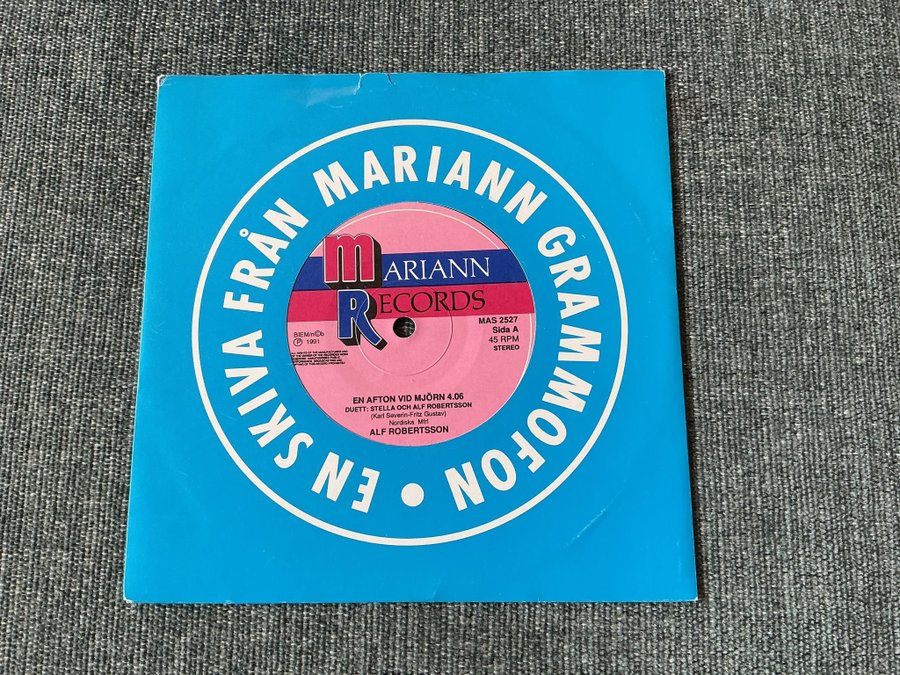 EN SKIVA FRÅN MARIANN GRAMMOFON •
MARIANN
RECORDS
MAS 2527
Sida A
45 RPM
STEREO
BIEM/n©b
Ⓟ 1991
EN AFTON VID MJÖRN 4.06
DUETT: STELLA OCH ALF ROBERTSSON
(Karl Severin-Fritz Gustav)
Nordiska Mfrl
ALF ROBERTSSON